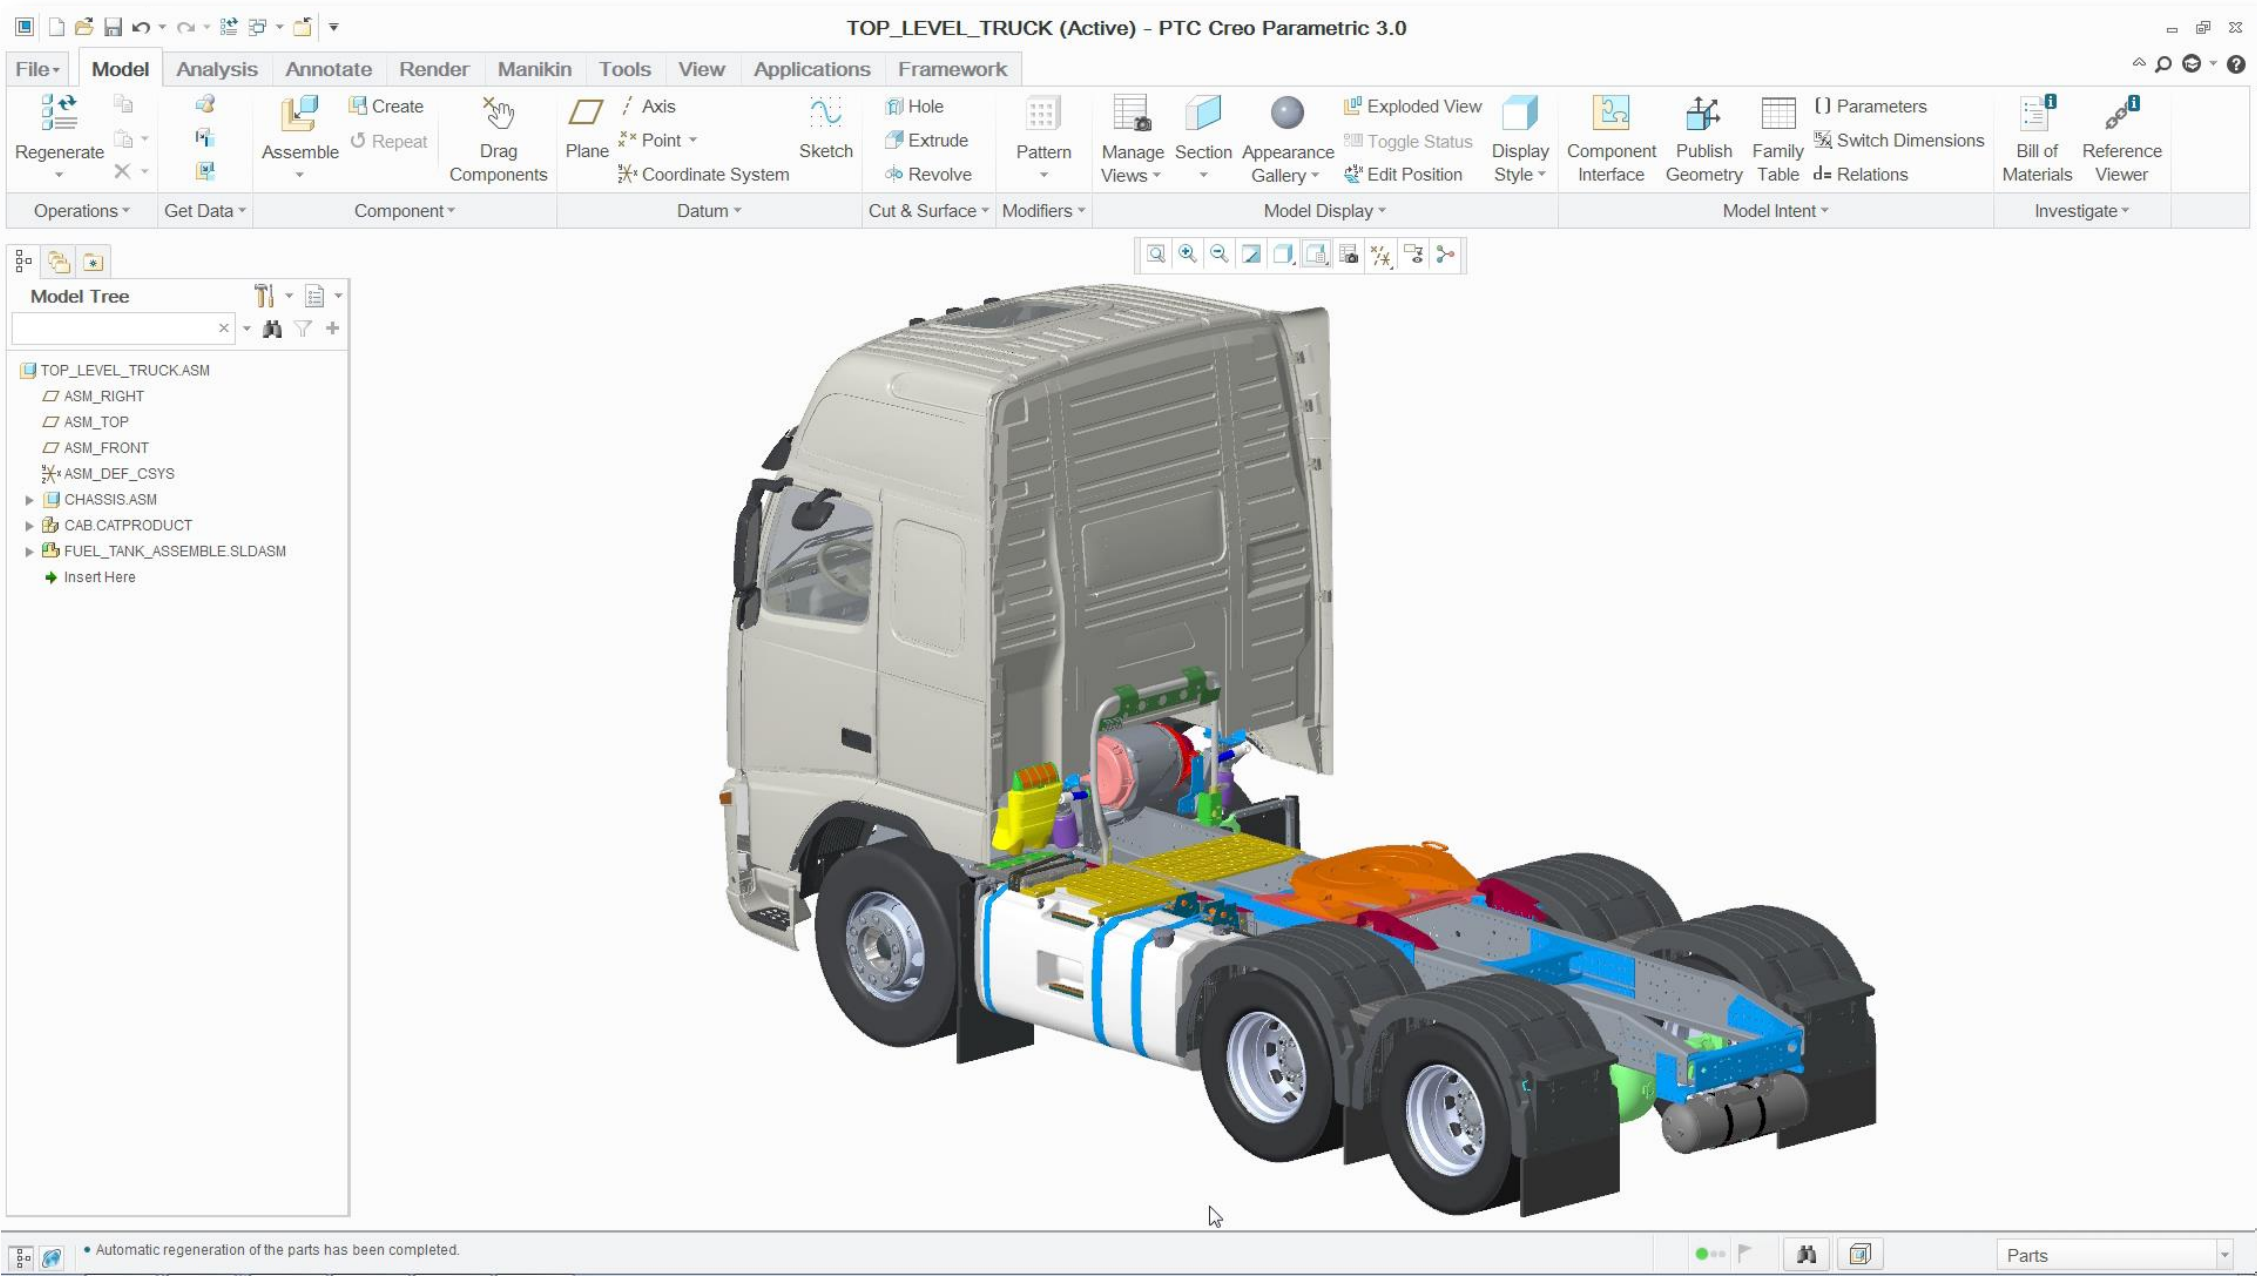 TOP_LEVEL_TRUCK (Active) - PTC Creo Parametric 3.0
File Model Analysis Annotate Render Manikin Tools View Applications Framework
Regenerate
Assemble
Create
Repeat
Drag Components
Plane
Axis
Point
Coordinate System
Sketch
Hole
Extrude
Revolve
Pattern
Manage Views
Section
Appearance Gallery
Exploded View
Toggle Status
Edit Position
Display Style
Component Interface
Publish Geometry
Family Table
[] Parameters
Switch Dimensions
d= Relations
Bill of Materials
Reference Viewer
Operations Get Data Component Datum Cut & Surface Modifiers Model Display Model Intent Investigate
Model Tree
TOP_LEVEL_TRUCK.ASM
ASM_RIGHT
ASM_TOP
ASM_FRONT
ASM_DEF_CSYS
CHASSIS.ASM
CAB.CATPRODUCT
FUEL_TANK_ASSEMBLE.SLDASM
Insert Here
• Automatic regeneration of the parts has been completed.
Parts